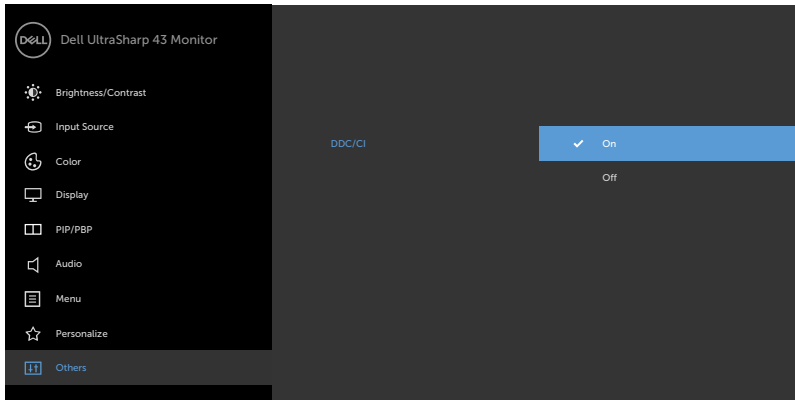 DELL Dell UltraSharp 43 Monitor
Brightness/Contrast
Input Source
Color
Display
PIP/PBP
Audio
Menu
Personalize
Others
DDC/CI
On
Off